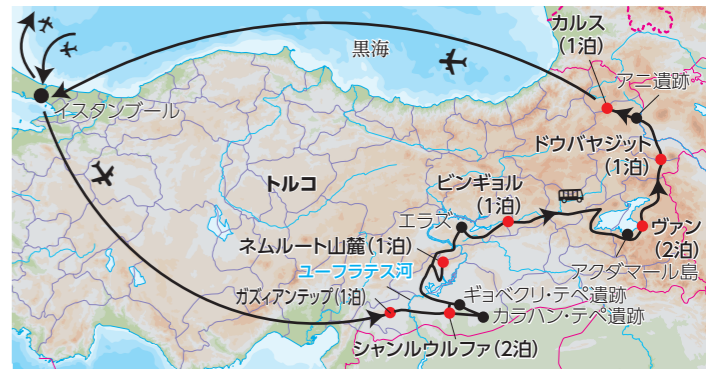 カルス
(1泊)
黒海
アニ遺跡
イスタンブール
ドウバヤジット
(1泊)
トルコ
ビンギョル
(1泊)
エラズ
ヴァン
(2泊)
ネムルート山麓(1泊)
アクダマール島
ユーフラテス河
ガズィアンテップ(1泊)
ギョベクリ・テペ遺跡
カラハン・テペ遺跡
シャンルウルファ(2泊)